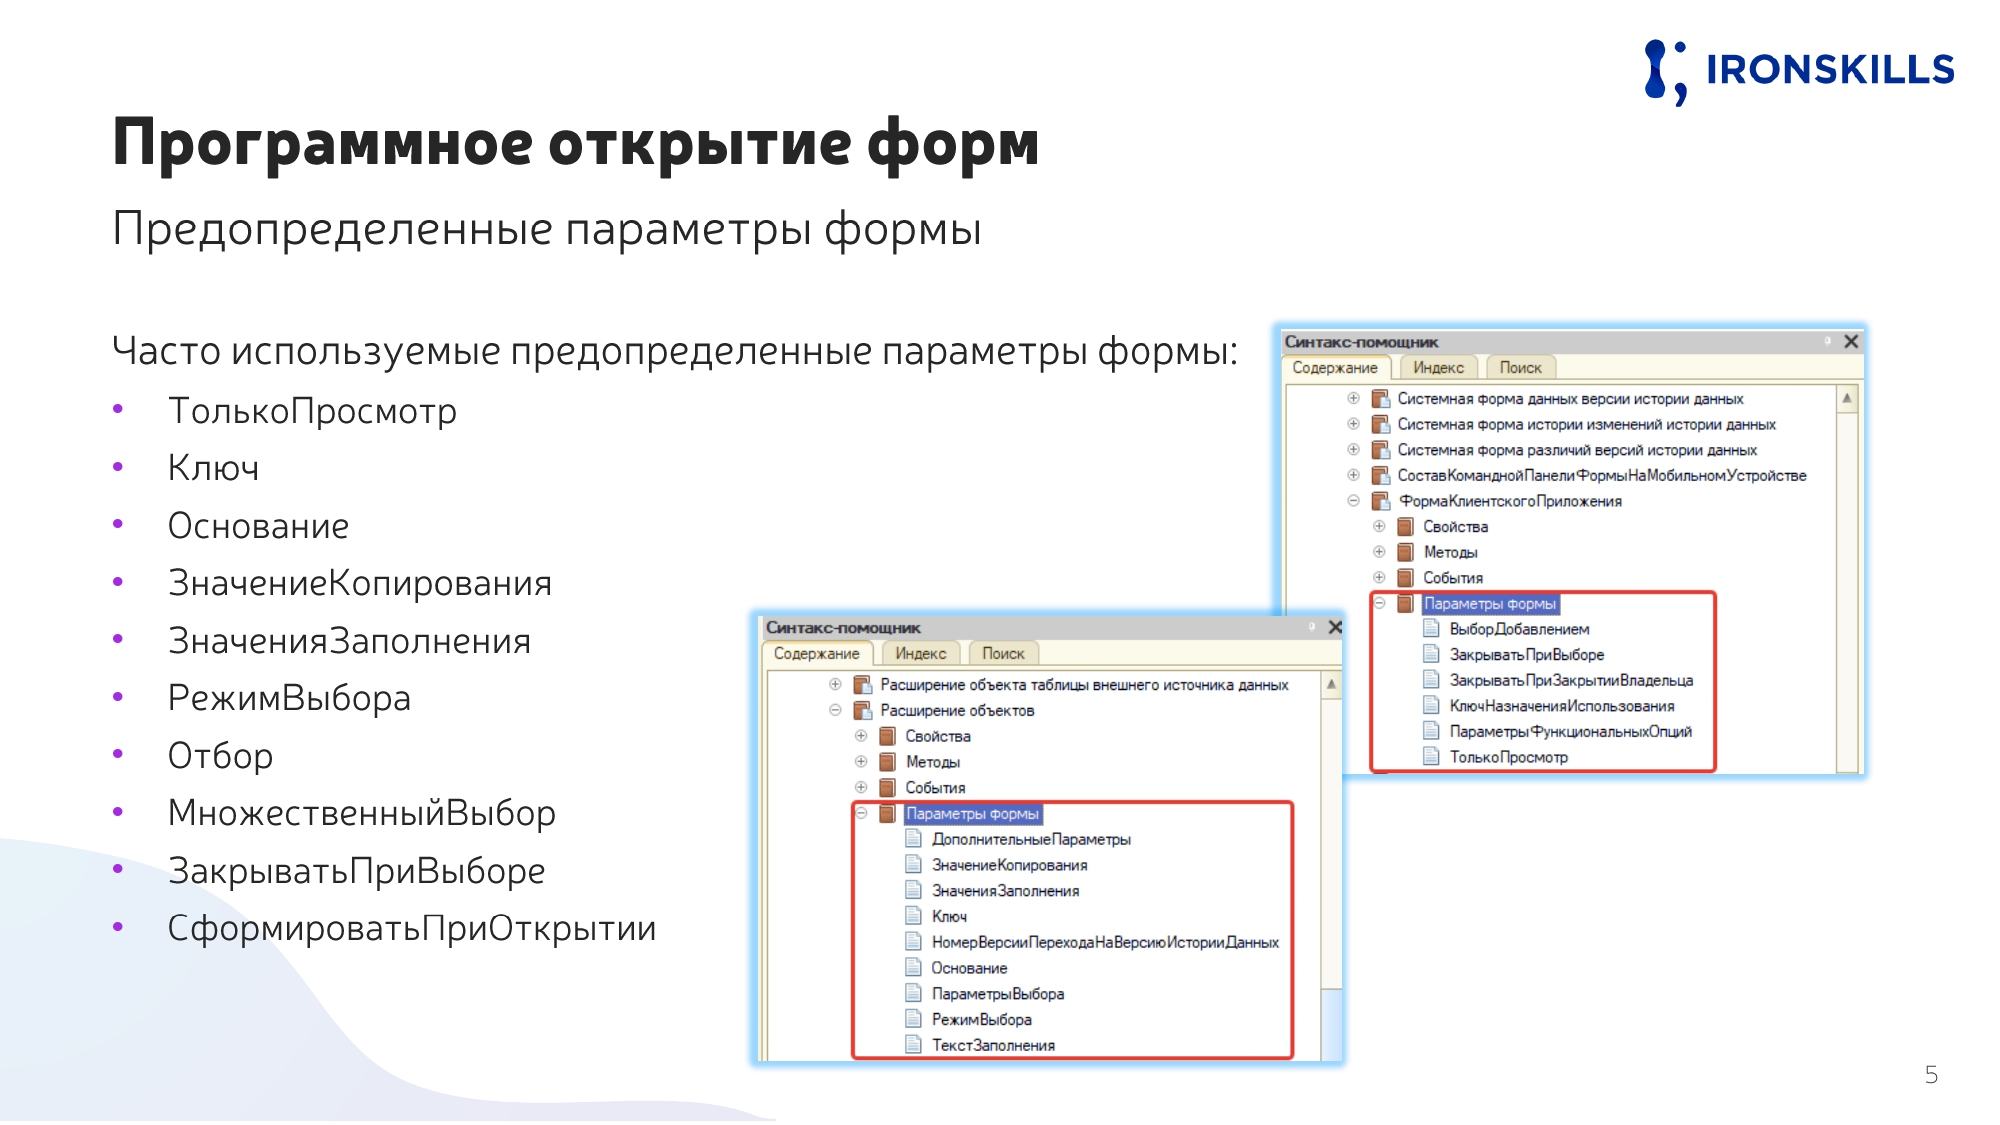 IRONSKILLS
Программное открытие форм
Предопределенные параметры формы
Часто используемые предопределенные параметры формы:
• ТолькоПросмотр
• Ключ
• Основание
• ЗначениеКопирования
• ЗначенияЗаполнения
• РежимВыбора
• Отбор
• МножественныйВыбор
• ЗакрыватьПриВыборе
• СформироватьПриОткрытии
Синтакс-помощник
Содержание Индекс Поиск
Системная форма данных версии истории данных
Системная форма истории изменений истории данных
Системная форма различий версий истории данных
СоставКоманднойПанелиФормыНаМобильномУстройстве
ФормаКлиентскогоПриложения
Свойства
Методы
События
Параметры формы
ВыборДобавлением
ЗакрыватьПриВыборе
ЗакрыватьПриЗакрытииВладельца
КлючНазначенияИспользования
ПараметрыФункциональныхОпций
ТолькоПросмотр
Синтакс-помощник
Содержание Индекс Поиск
Расширение объекта таблицы внешнего источника данных
Расширение объектов
Свойства
Методы
События
Параметры формы
ДополнительныеПараметры
ЗначениеКопирования
ЗначенияЗаполнения
Ключ
НомерВерсииПереходаНаВерсиюИсторииДанных
Основание
ПараметрыВыбора
РежимВыбора
ТекстЗаполнения
5